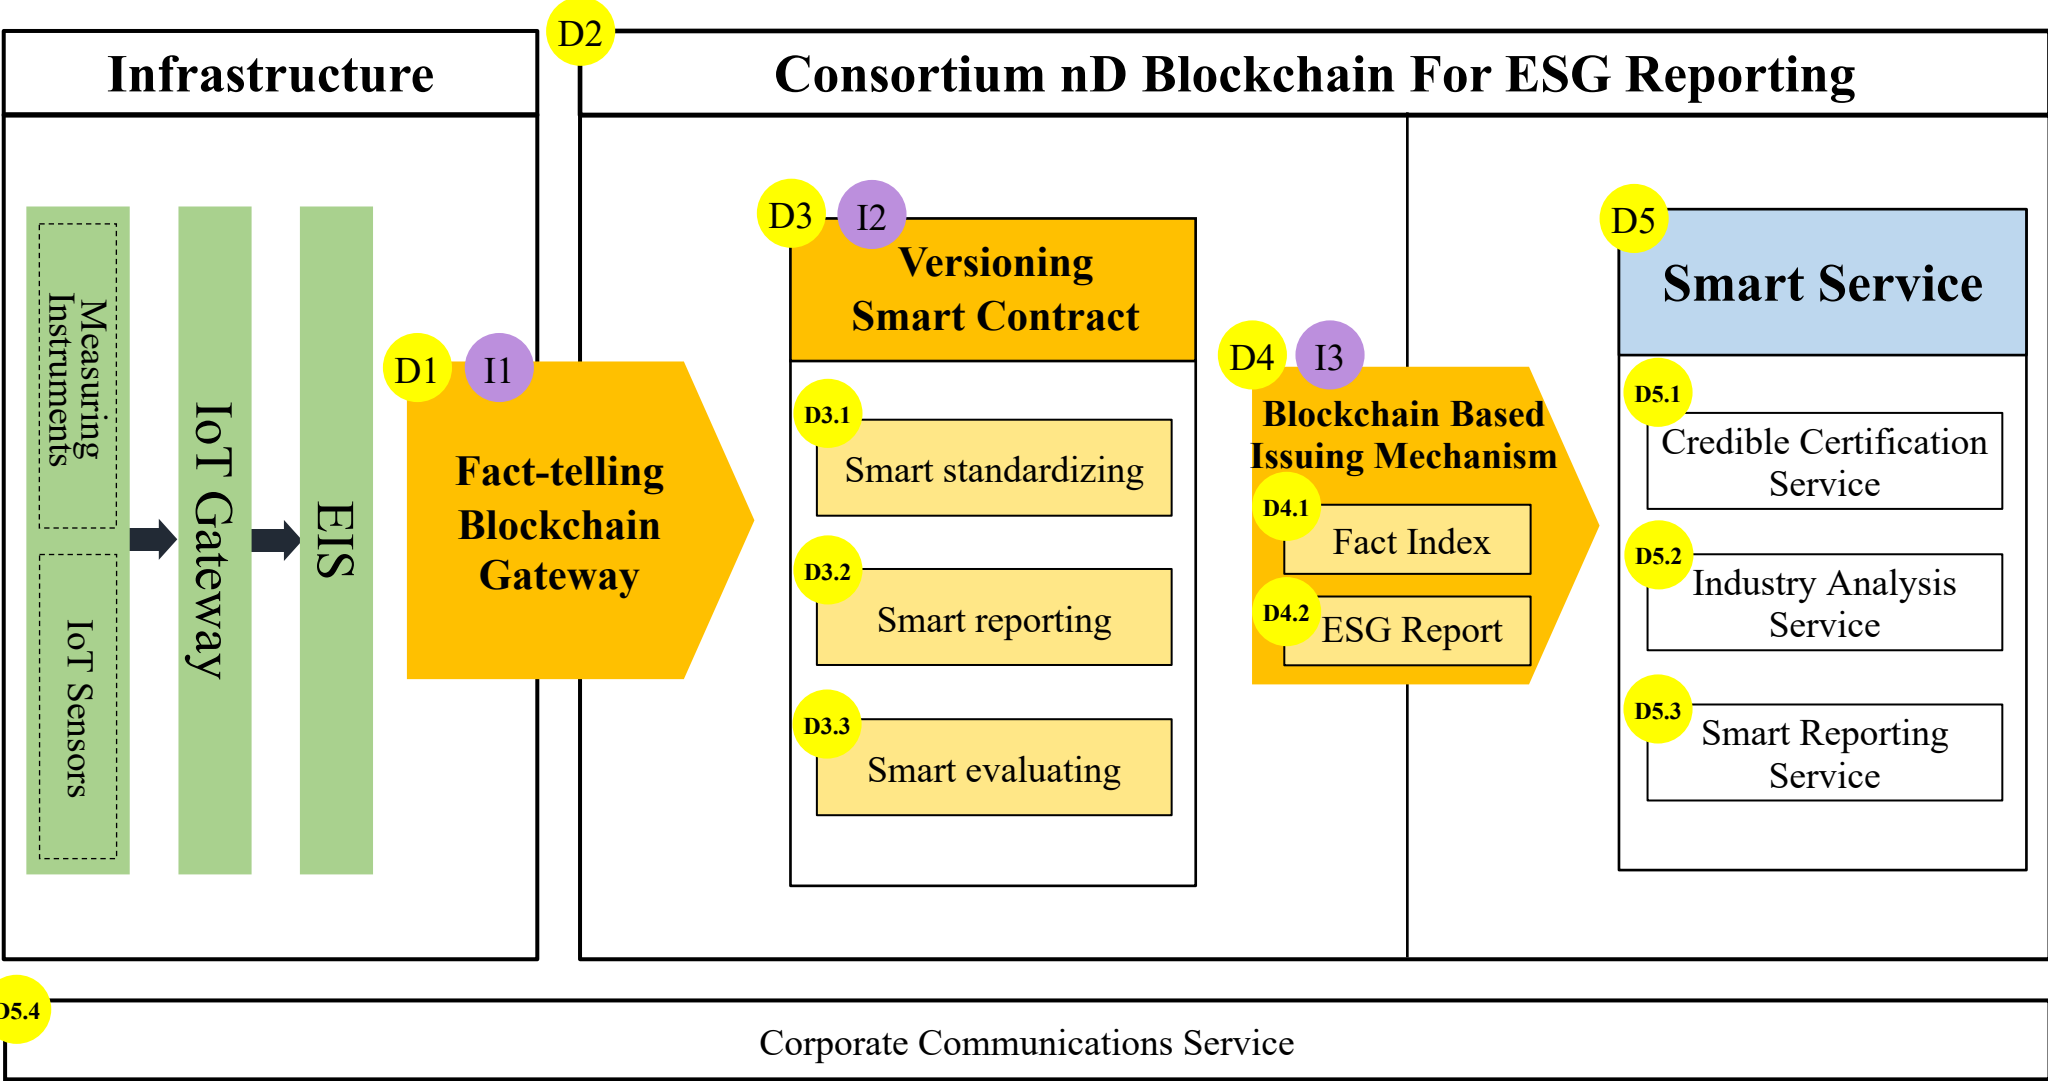 Infrastructure
D2
Consortium nD Blockchain For ESG Reporting
Measuring
Instruments
IoT Sensors
IoT Gateway
EIS
D1
I1
Fact-telling
Blockchain
Gateway
D3
I2
Versioning
Smart Contract
D3.1
Smart standardizing
D3.2
Smart reporting
D3.3
Smart evaluating
D4
I3
Blockchain Based
Issuing Mechanism
D4.1
Fact Index
D4.2
ESG Report
D5
Smart Service
D5.1
Credible Certification
Service
D5.2
Industry Analysis
Service
D5.3
Smart Reporting
Service
D5.4
Corporate Communications Service